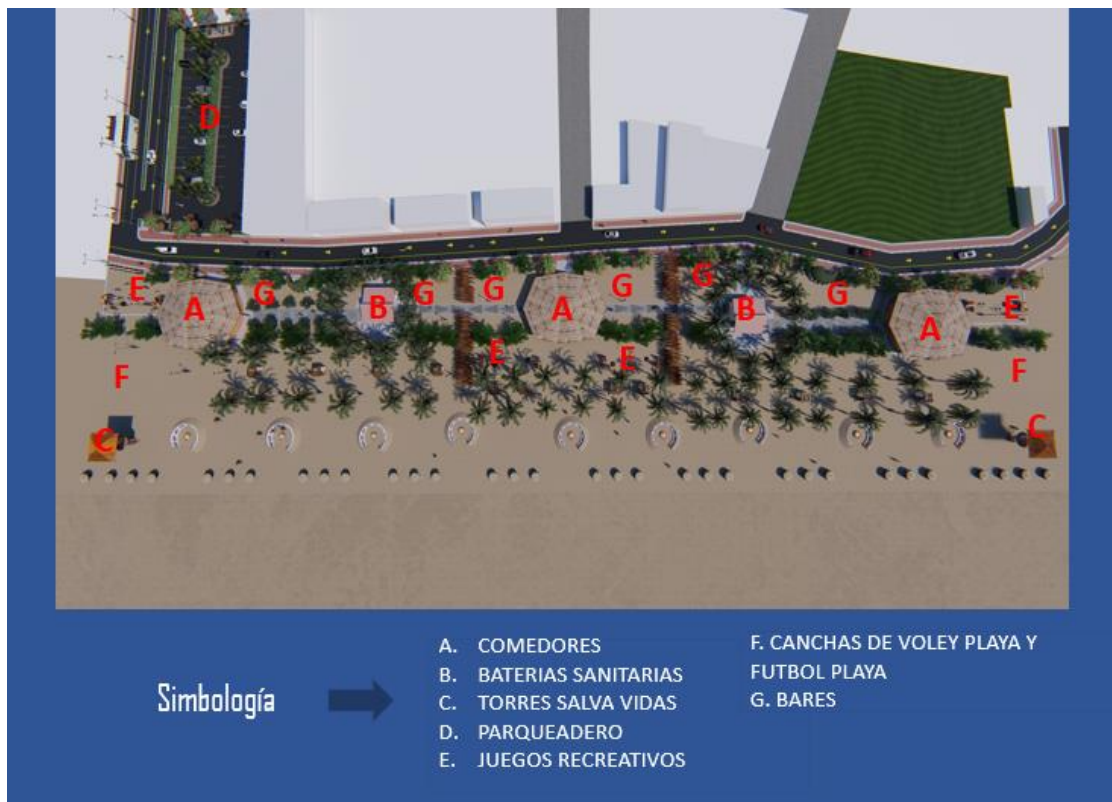 D
E
G
G
G
G
G
E
A
B
A
B
G
A
E
E
F
F
C
C
Simbología
A. COMEDORES
B. BATERIAS SANITARIAS
C. TORRES SALVA VIDAS
D. PARQUEADERO
E. JUEGOS RECREATIVOS
F. CANCHAS DE VOLEY PLAYA Y
FUTBOL PLAYA
G. BARES